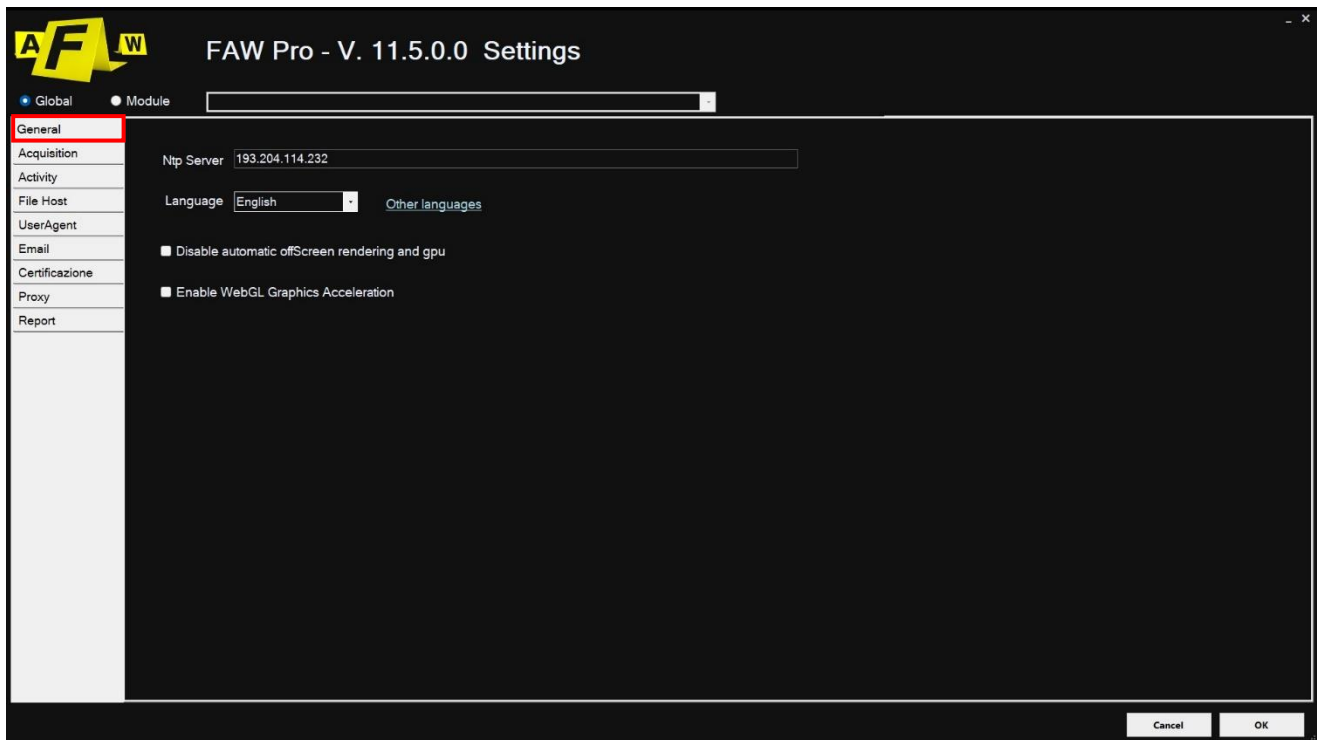 A F W
FAW Pro - V. 11.5.0.0 Settings
Global Module
General
Acquisition
Activity
File Host
UserAgent
Email
Certificazione
Proxy
Report
Ntp Server 193.204.114.232
Language English Other languages
Disable automatic offScreen rendering and gpu
Enable WebGL Graphics Acceleration
Cancel OK